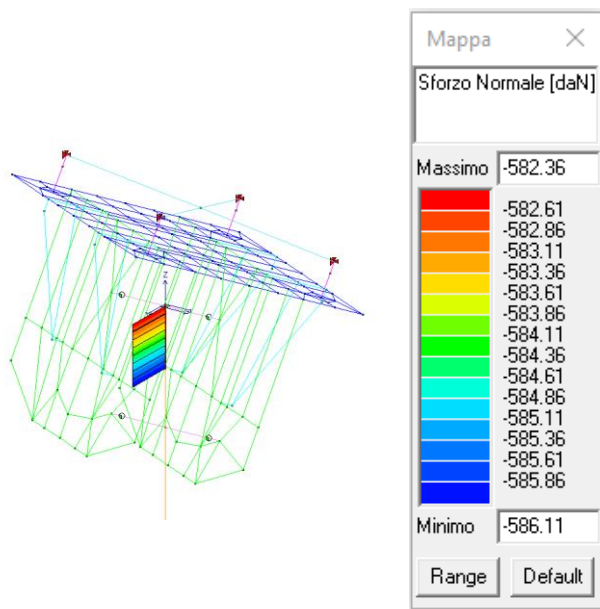 Mappa
Sforzo Normale [daN]
Massimo -582.36
-582.61
-582.86
-583.11
-583.36
-583.61
-583.86
-584.11
-584.36
-584.61
-584.86
-585.11
-585.36
-585.61
-585.86
Minimo -586.11
Range Default
Z